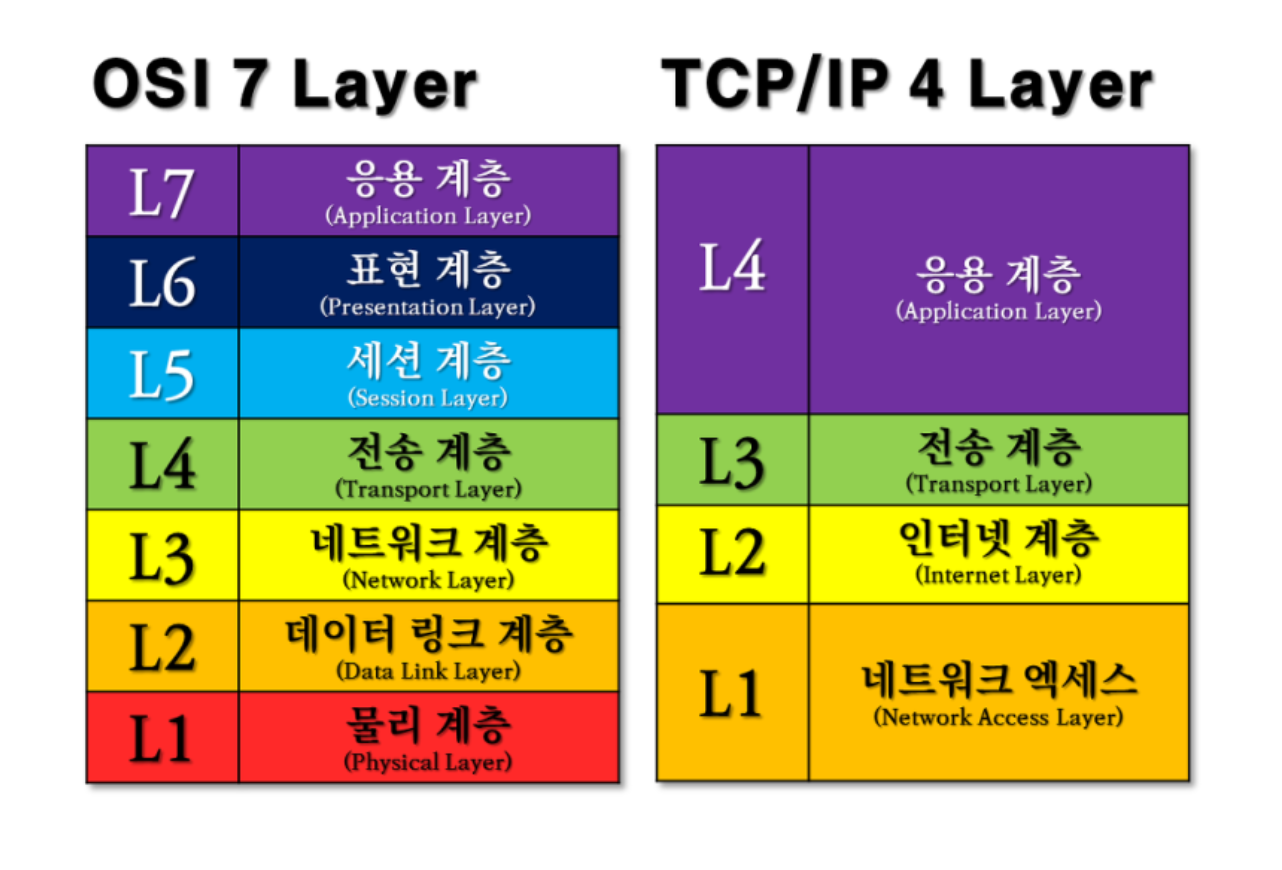 OSI 7 Layer
L7
응용 계층
(Application Layer)
L6
표현 계층
(Presentation Layer)
L5
세션 계층
(Session Layer)
L4
전송 계층
(Transport Layer)
L3
네트워크 계층
(Network Layer)
L2
데이터 링크 계층
(Data Link Layer)
L1
물리 계층
(Physical Layer)
TCP/IP 4 Layer
L4
응용 계층
(Application Layer)
L3
전송 계층
(Transport Layer)
L2
인터넷 계층
(Internet Layer)
L1
네트워크 엑세스
(Network Access Layer)